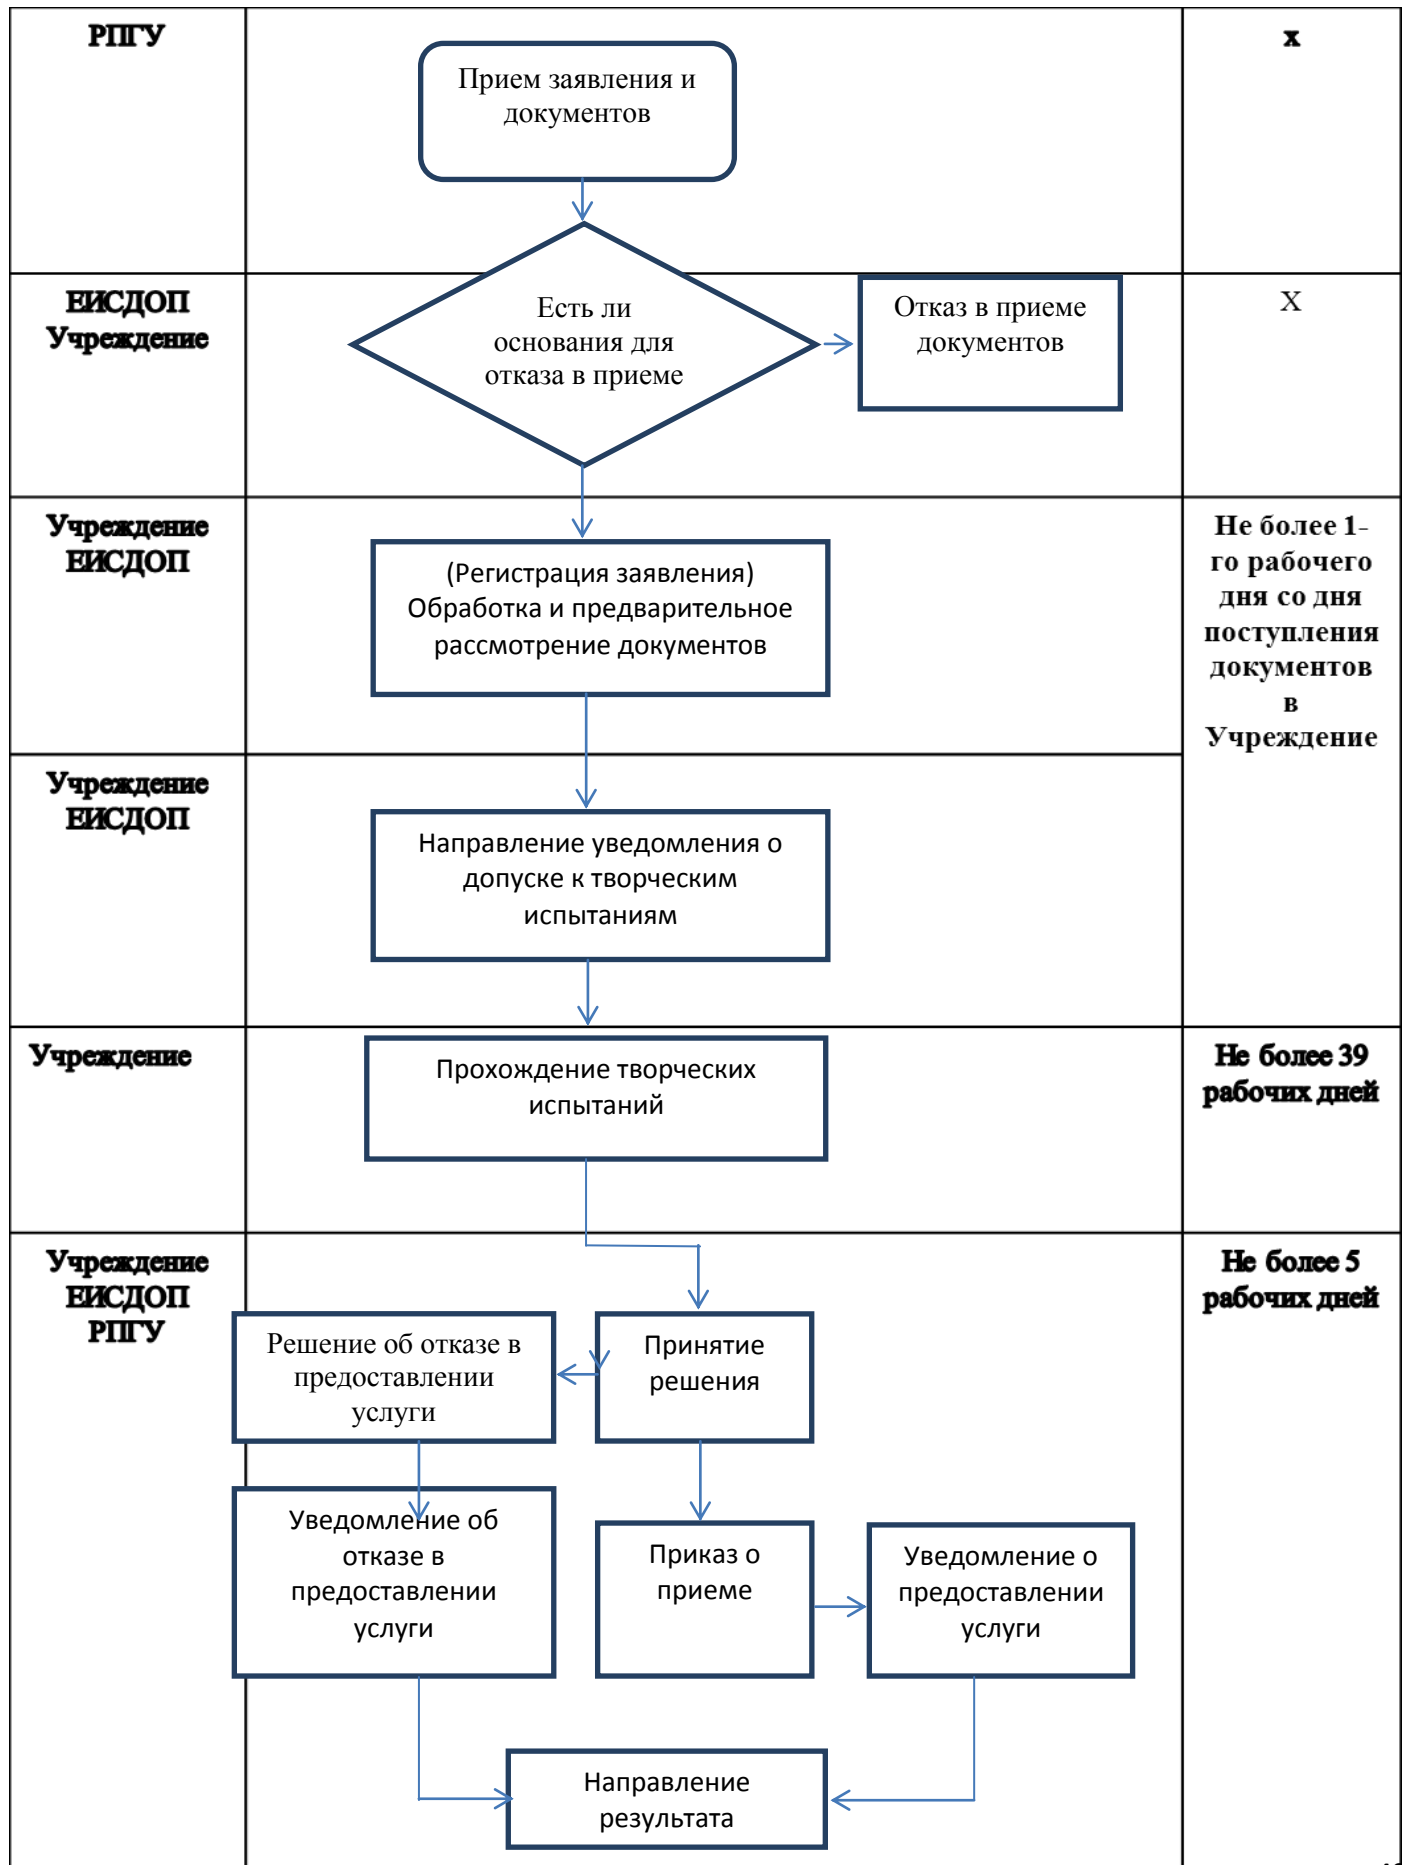 РПГУ
Прием заявления и
документов
х
ЕИСДОП
Учреждение
Есть ли
основания для
отказа в приеме
Отказ в приеме
документов
Х
Учреждение
ЕИСДОП
(Регистрация заявления)
Обработка и предварительное
рассмотрение документов
Не более 1-
го рабочего
дня со дня
поступления
документов
в
Учреждение
Учреждение
ЕИСДОП
Направление уведомления о
допуске к творческим
испытаниям
Учреждение
Прохождение творческих
испытаний
Не более 39
рабочих дней
Учреждение
ЕИСДОП
РПГУ
Не более 5
рабочих дней
Решение об отказе в
предоставлении
услуги
Принятие
решения
Уведомление об
отказе в
предоставлении
услуги
Приказ о
приеме
Уведомление о
предоставлении
услуги
Направление
результата